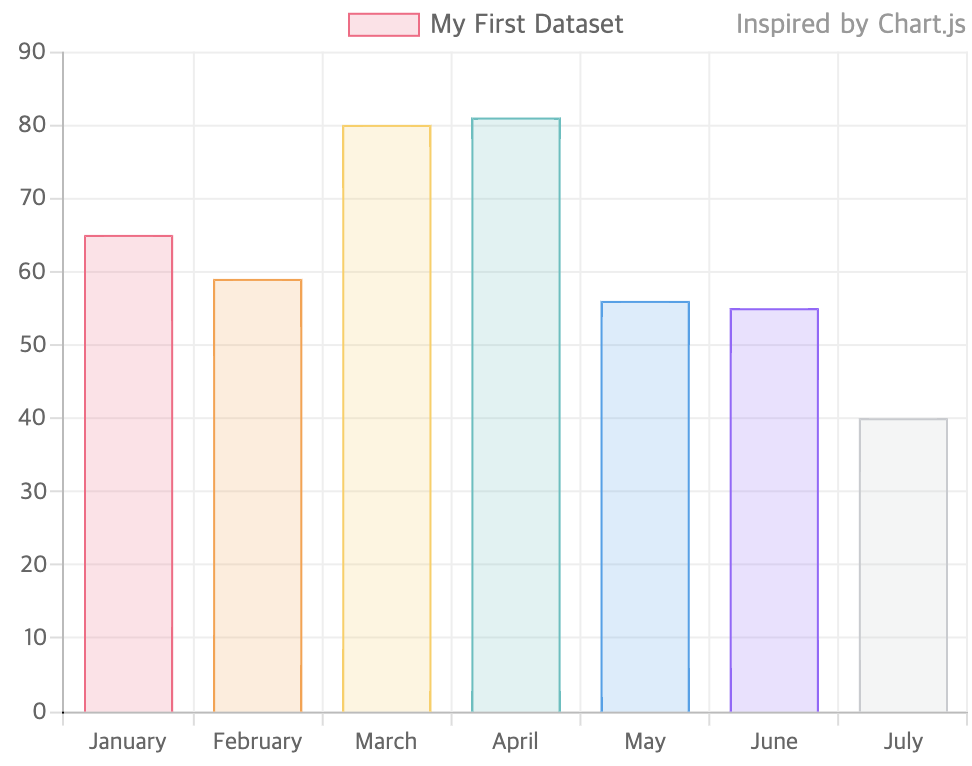 My First Dataset
Inspired by Chart.js
90
80
70
60
50
40
30
20
10
0
January
February
March
April
May
June
July